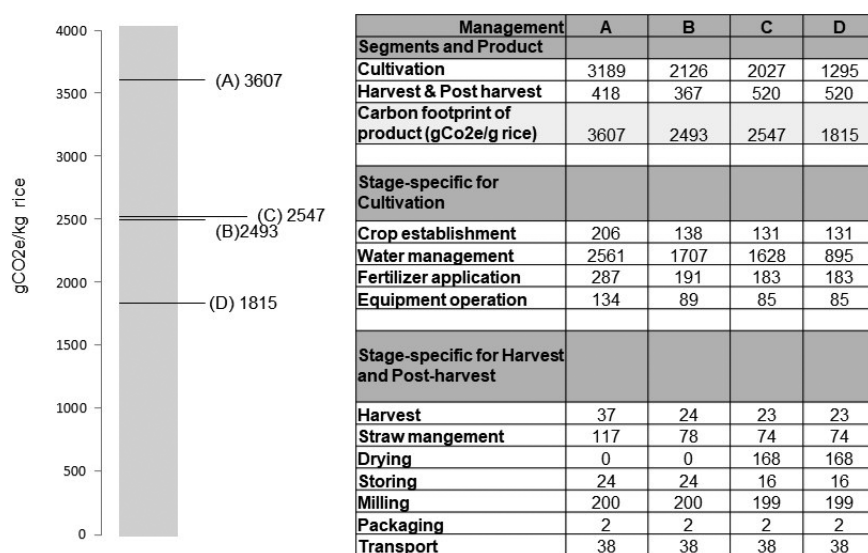 4000
3500
3000
2500
2000
1500
1000
500
0
gCO2e/kg rice
(A) 3607
(C) 2547
(B)2493
(D) 1815
Management A B C D
Segments and Product
Cultivation 3189 2126 2027 1295
Harvest & Post harvest 418 367 520 520
Carbon footprint of
product (gCo2e/g rice) 3607 2493 2547 1815
Stage-specific for
Cultivation
Crop establishment 206 138 131 131
Water management 2561 1707 1628 895
Fertilizer application 287 191 183 183
Equipment operation 134 89 85 85
Stage-specific for Harvest
and Post-harvest
Harvest 37 24 23 23
Straw mangement 117 78 74 74
Drying 0 0 168 168
Storing 24 24 16 16
Milling 200 200 199 199
Packaging 2 2 2 2
Transport 38 38 38 38